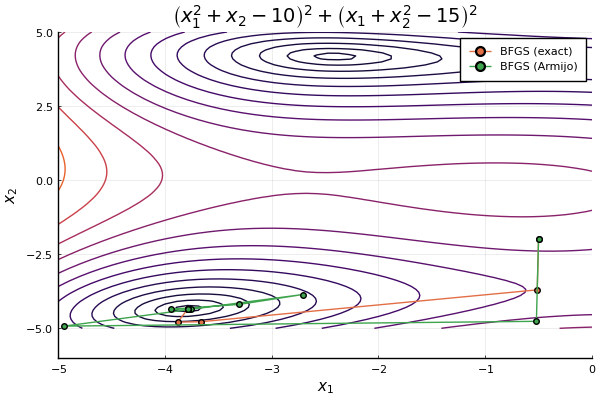 (x₁² + x₂ − 10)² + (x₁ + x₂² − 15)²
BFGS (exact)
BFGS (Armijo)
5.0
2.5
0.0
−2.5
−5.0
x₂
−5 −4 −3 −2 −1 0
x₁